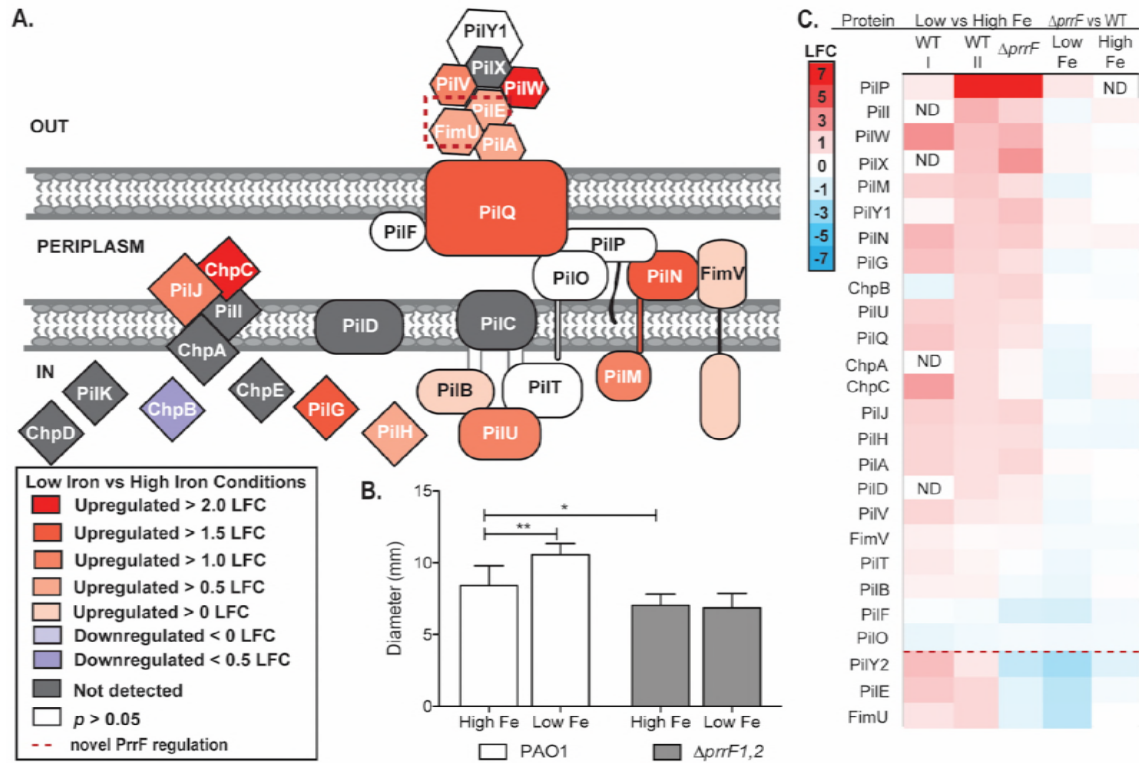 A.
PilY1
PilX
PilV
PilW
PilE
FimU
PilA
OUT
PilQ
PERIPLASM
PilF
PilP
PilO
PilN
FimV
ChpC
PilJ
PilI
ChpA
PilD
PilC
IN
PilK
ChpD
ChpB
ChpE
PilG
PilH
PilB
PilT
PilU
PilM
Low Iron vs High Iron Conditions
Upregulated > 2.0 LFC
Upregulated > 1.5 LFC
Upregulated > 1.0 LFC
Upregulated > 0.5 LFC
Upregulated > 0 LFC
Downregulated < 0 LFC
Downregulated < 0.5 LFC
Not detected
p > 0.05
novel PrrF regulation
B.
Diameter (mm)
15
10
5
0
*
**
High Fe Low Fe High Fe Low Fe
PAO1 ΔprrF1,2
C.
Protein Low vs High Fe ΔprrF vs WT
LFC WT I WT II ΔprrF Low Fe High Fe
7
5
3
1
0
-1
-3
-5
-7
PilP ND
PilI ND
PilW
PilX ND
PilM
PilY1
PilN
PilG
ChpB
PilU
PilQ
ChpA ND
ChpC
PilJ
PilH
PilA
PilD ND
PilV
FimV
PilT
PilB
PilF
PilO
PilY2
PilE
FimU